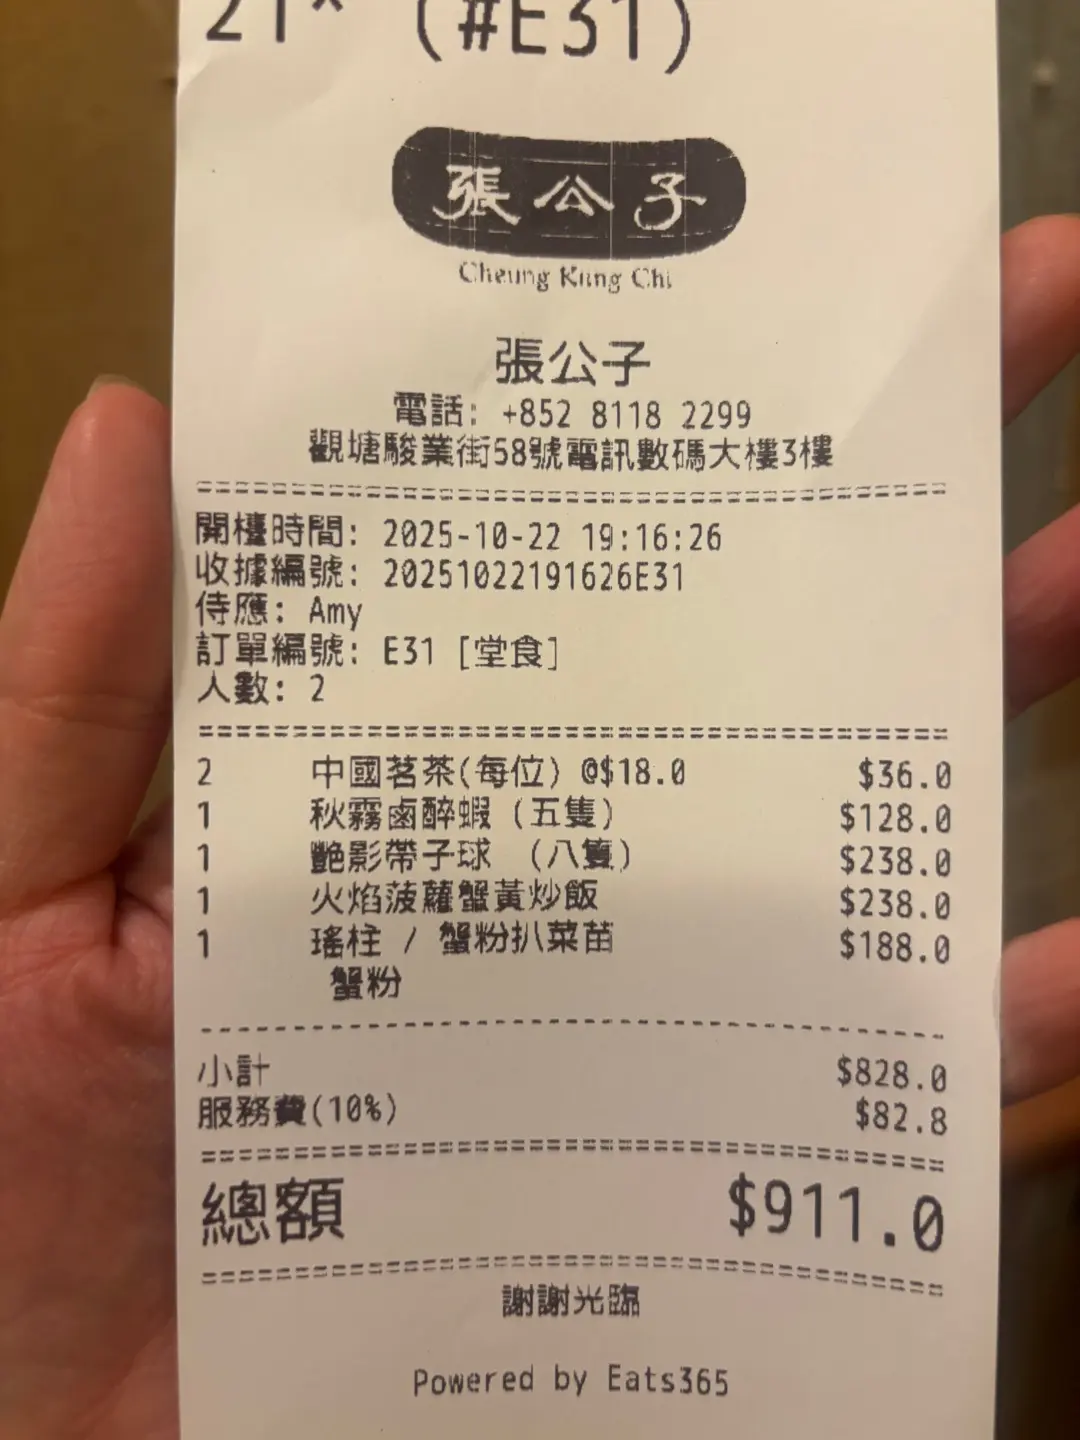 21* (#E31)
張公子
Cheung Kung Chi
張公子
電話: +852 8118 2299
觀塘駿業街58號電訊數碼大樓3樓
開檯時間: 2025-10-22 19:16:26
收據編號: 20251022191626E31
侍應: Amy
訂單編號: E31 [堂食]
人數: 2
2 中國茗茶(每位) @$18.0 $36.0
1 秋霧鹵醉蝦 (五隻) $128.0
1 艷影帶子球 (八隻) $238.0
1 火焰菠蘿蟹黃炒飯 $238.0
1 瑤柱 / 蟹粉扒菜苗 $188.0
蟹粉
小計 $828.0
服務費(10%) $82.8
總額 $911.0
謝謝光臨
Powered by Eats365